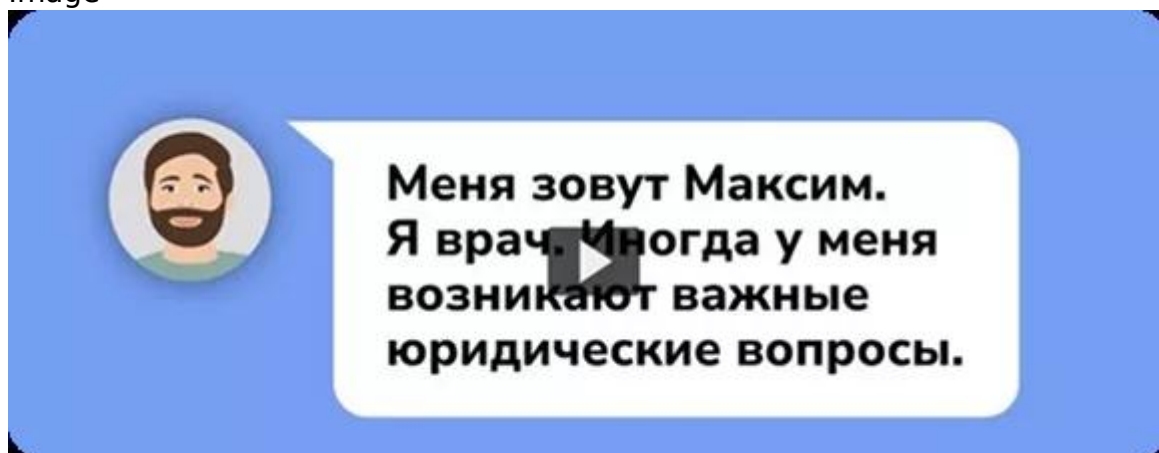 Меня зовут Максим.
Я врач. Иногда у меня
возникают важные
юридические вопросы.